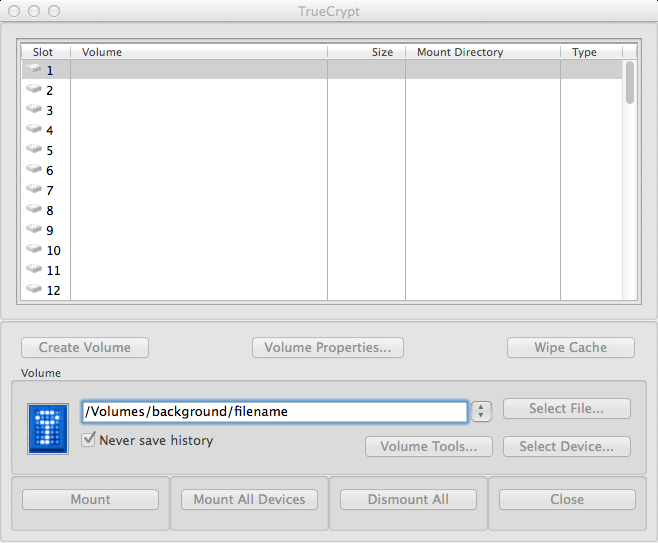 TrueCrypt
Slot Volume Size Mount Directory Type
1
2
3
4
5
6
7
8
9
10
11
12
Create Volume Volume Properties... Wipe Cache
Volume
/Volumes/background/filename Select File...
Never save history Volume Tools... Select Device...
Mount Mount All Devices Dismount All Close